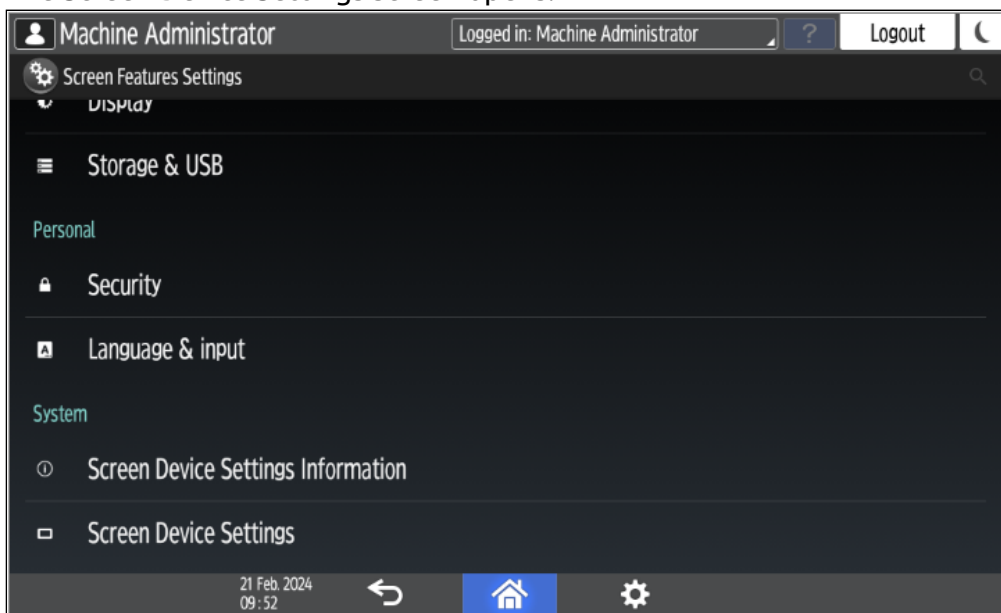 Machine Administrator
Logged in: Machine Administrator
?
Logout
Screen Features Settings
Display
Storage & USB
Personal
Security
A
Language & input
System
Screen Device Settings Information
Screen Device Settings
21 Feb. 2024
09:52